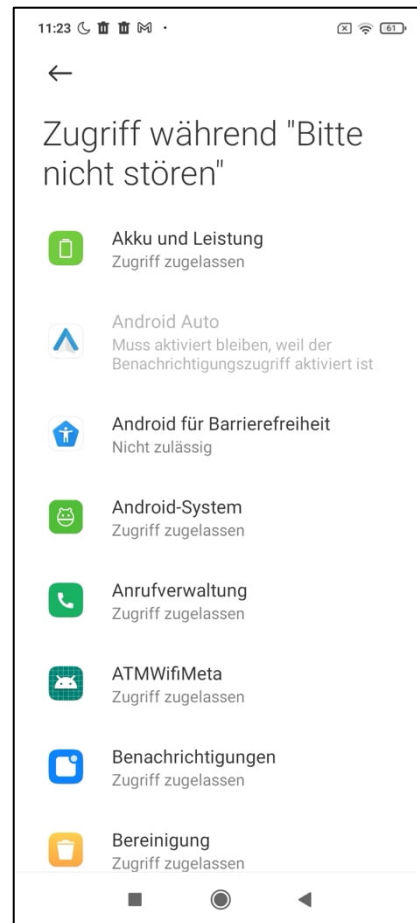 11:23
61
Zugriff während "Bitte
nicht stören"
Akku und Leistung
Zugriff zugelassen
Android Auto
Muss aktiviert bleiben, weil der
Benachrichtigungszugriff aktiviert ist
Android für Barrierefreiheit
Nicht zulässig
Android-System
Zugriff zugelassen
Anrufverwaltung
Zugriff zugelassen
ATMWifiMeta
Zugriff zugelassen
Benachrichtigungen
Zugriff zugelassen
Bereinigung
Zugriff zugelassen